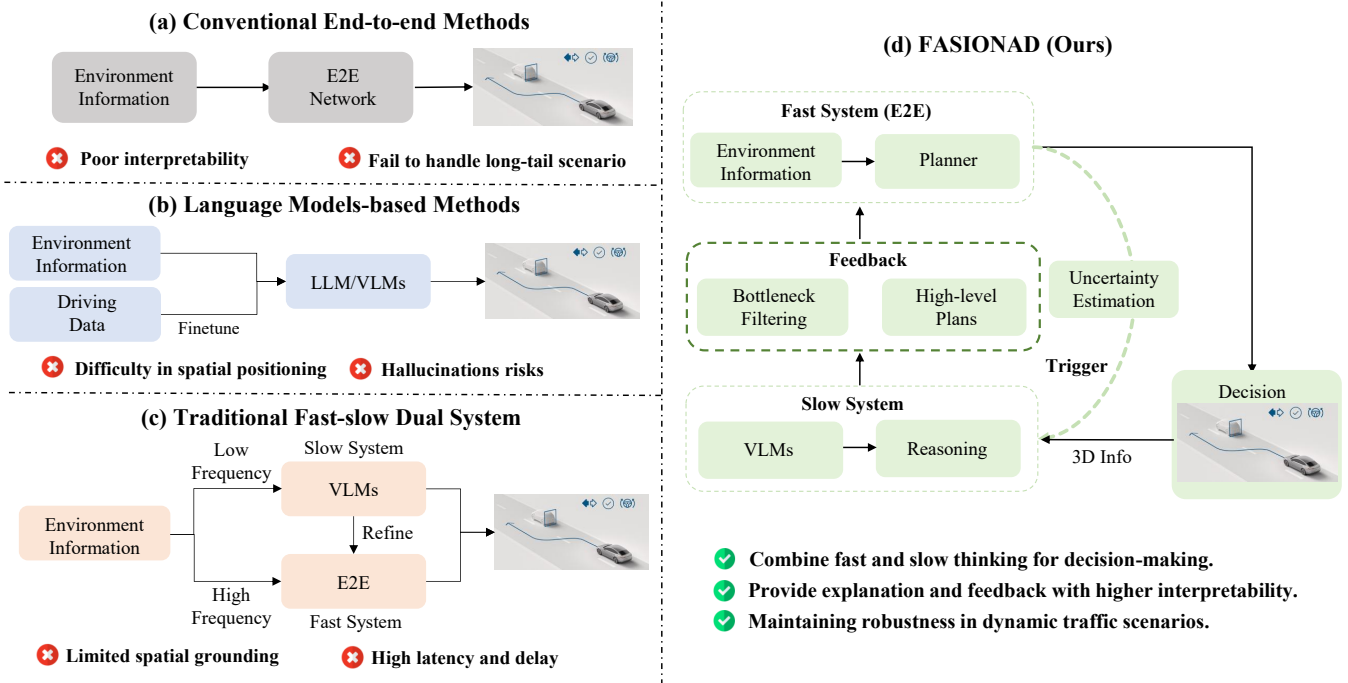 (a) Conventional End-to-end Methods
Environment
Information
E2E
Network
Poor interpretability
Fail to handle long-tail scenario
(b) Language Models-based Methods
Environment
Information
Driving
Data
Finetune
LLM/VLMs
Difficulty in spatial positioning
Hallucinations risks
(c) Traditional Fast-slow Dual System
Low
Frequency
Slow System
VLMs
Environment
Information
Refine
E2E
High
Frequency
Fast System
Limited spatial grounding
High latency and delay
(d) FASIONAD (Ours)
Fast System (E2E)
Environment
Information
Planner
Feedback
Bottleneck
Filtering
High-level
Plans
Uncertainty
Estimation
Trigger
Slow System
VLMs
Reasoning
3D Info
Decision
Combine fast and slow thinking for decision-making.
Provide explanation and feedback with higher interpretability.
Maintaining robustness in dynamic traffic scenarios.